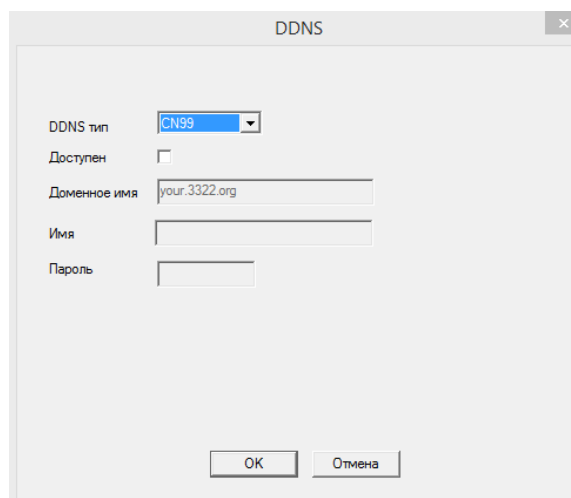 DDNS
DDNS тип
CN99
Доступен
Доменное имя
your.3322.org
Имя
Пароль
OK
Отмена